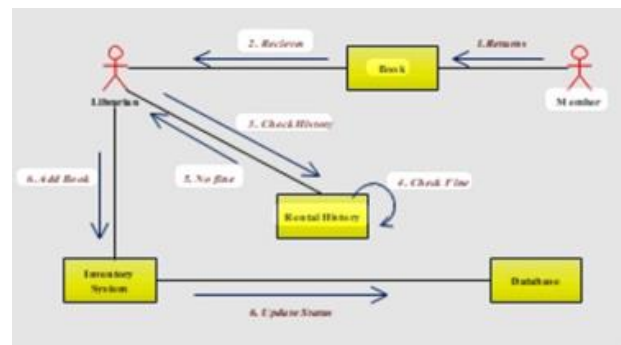 2. Recieves
1.Returns
Book
Librarian
Member
3. Check History
6. Add Book
5. No fine
4. Check Fine
Rental History
Inventory
System
Database
6. Update Status